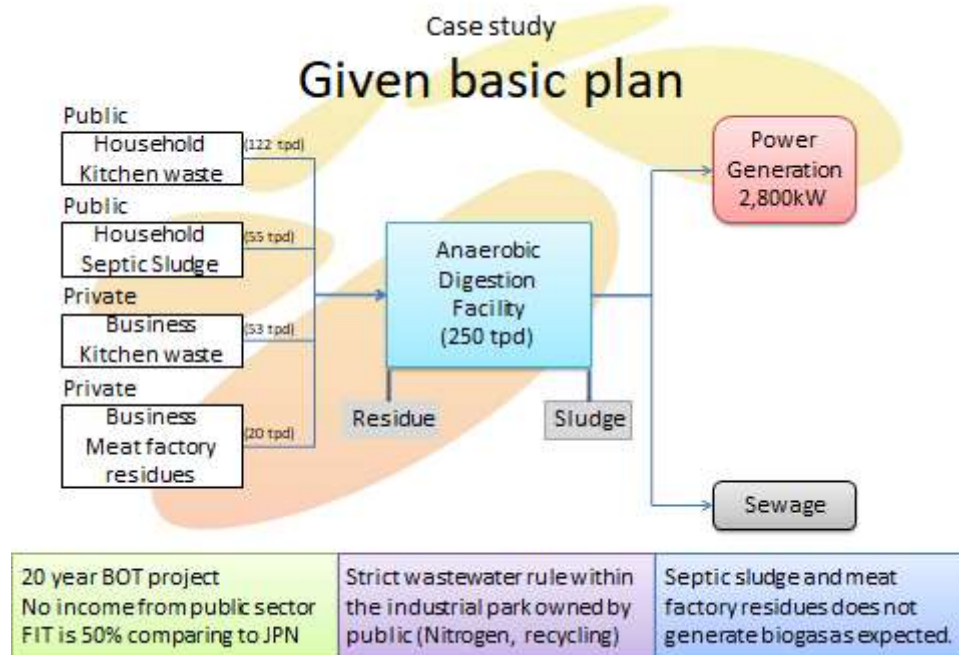 Case study
Given basic plan
Public
Household
Kitchen waste
(122 tpd)
Public
Household
Septic Sludge
(55 tpd)
Private
Business
Kitchen waste
(53 tpd)
Private
Business
Meat factory
residues
(20 tpd)
Anaerobic
Digestion
Facility
(250 tpd)
Residue
Sludge
Power
Generation
2,800kW
Sewage
20 year BOT project
No income from public sector
FIT is 50% comparing to JPN
Strict wastewater rule within
the industrial park owned by
public (Nitrogen, recycling)
Septic sludge and meat
factory residues does not
generate biogas as expected.